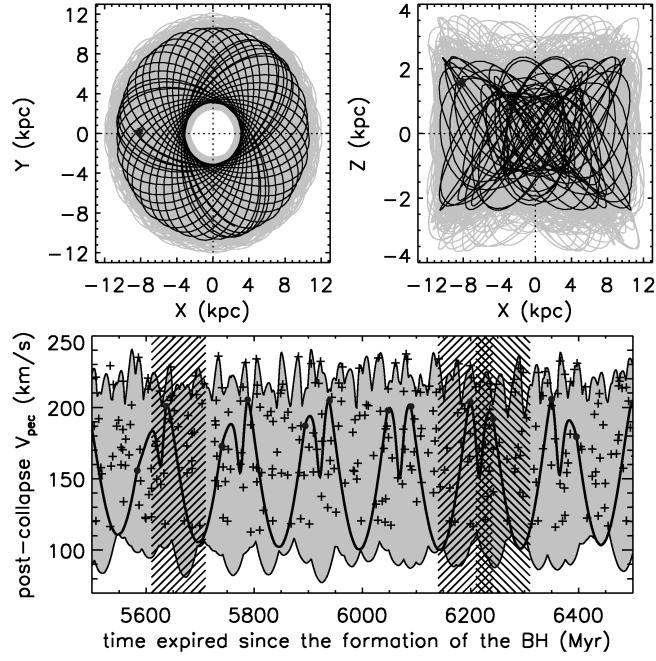 12
8
4
0
−4
−8
−12
Y (kpc)
−12 −8 −4 0 4 8 12
X (kpc)
4
2
0
−2
−4
Z (kpc)
−12 −8 −4 0 4 8 12
X (kpc)
250
200
150
100
post−collapse Vpec (km/s)
5600 5800 6000 6200 6400
time expired since the formation of the BH (Myr)